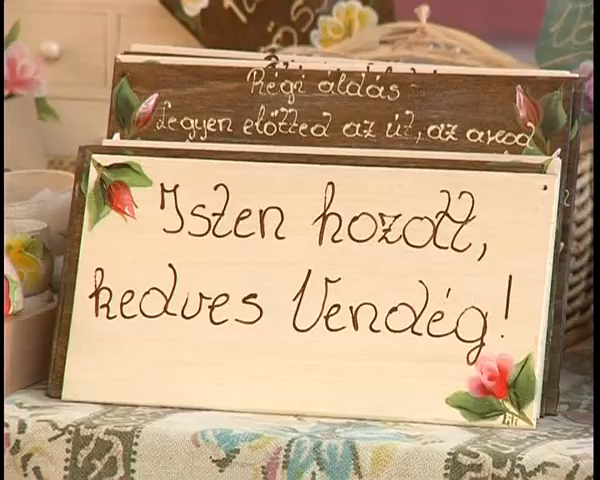 Régi áldás
Legyen előtted az út, az arcod
Isten hozott,
kedves Vendég!